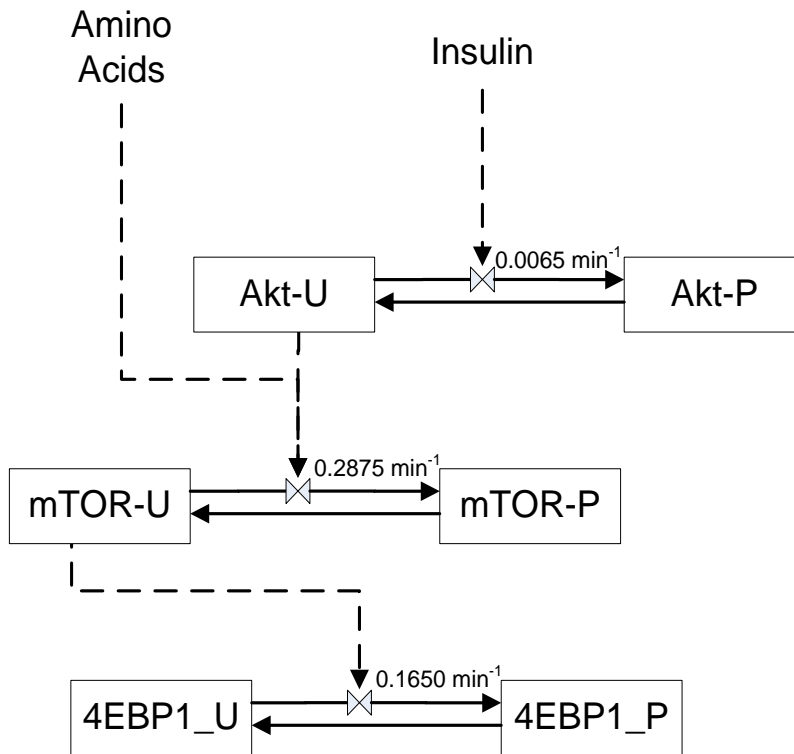 Amino
Acids
Insulin
0.0065 min⁻¹
Akt-U
Akt-P
0.2875 min⁻¹
mTOR-U
mTOR-P
0.1650 min⁻¹
4EBP1_U
4EBP1_P